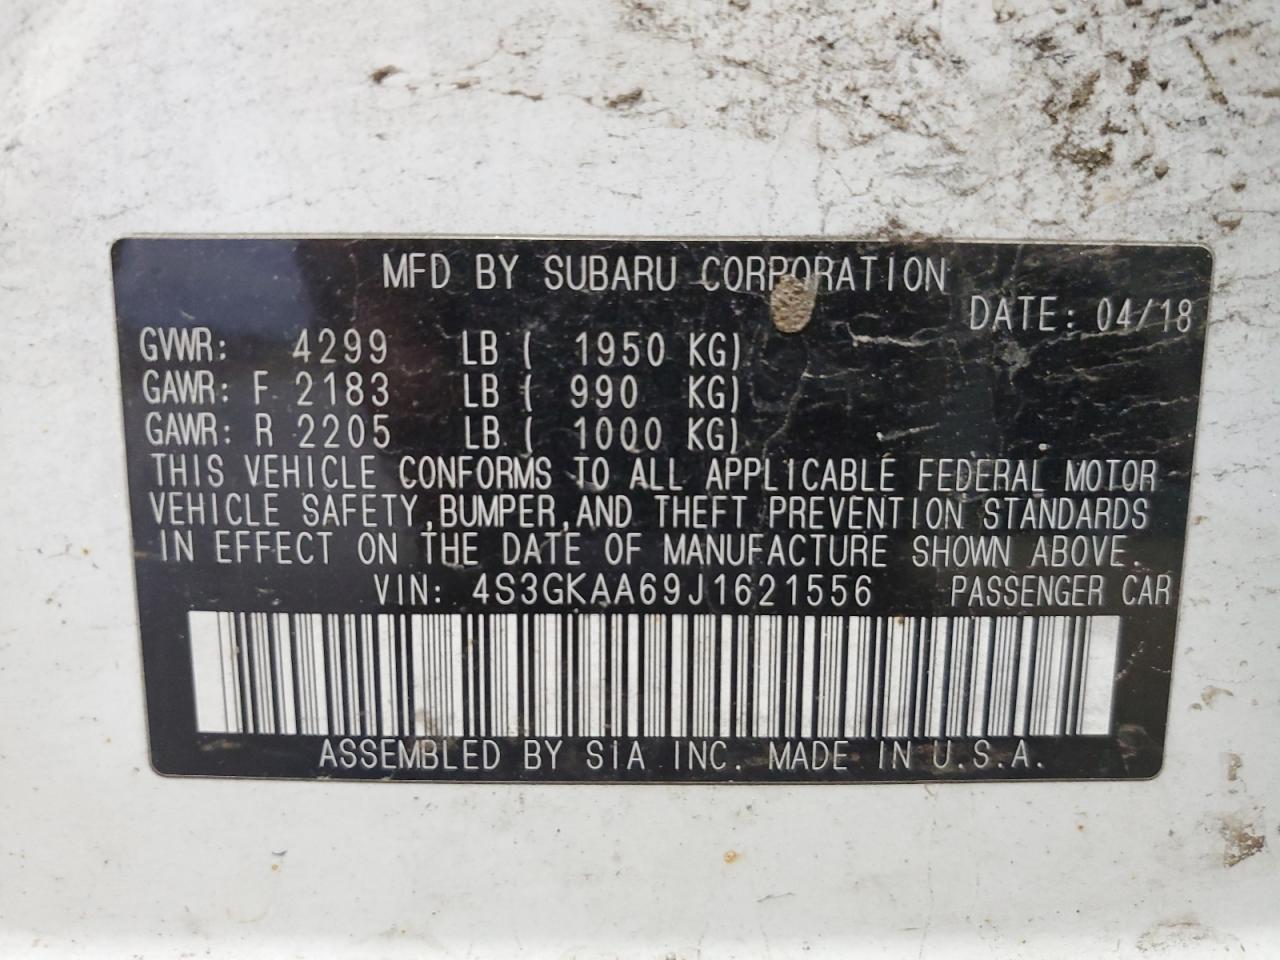 MFD BY SUBARU CORPORATION
DATE: 04/18
GVWR: 4299 LB ( 1950 KG)
GAWR: F 2183 LB ( 990 KG)
GAWR: R 2205 LB ( 1000 KG)
THIS VEHICLE CONFORMS TO ALL APPLICABLE FEDERAL MOTOR
VEHICLE SAFETY,BUMPER,AND THEFT PREVENTION STANDARDS
IN EFFECT ON THE DATE OF MANUFACTURE SHOWN ABOVE.
VIN: 4S3GKAA69J1621556 PASSENGER CAR
ASSEMBLED BY SIA INC. MADE IN U.S.A.